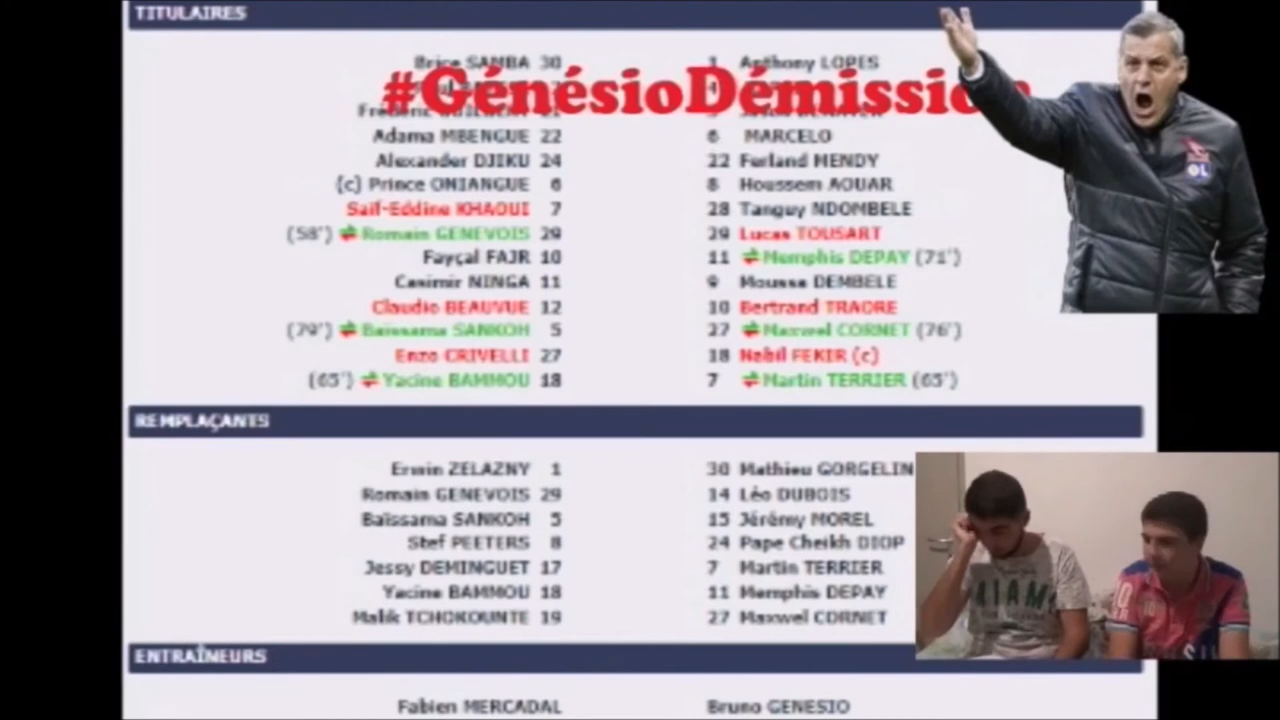 TITULAIRES
Brice SAMBA 30
1 Anthony LOPES
#GénésioDémission
Adama MBENGUE 22
6 MARCELO
Alexander DJIKU 24
22 Ferland MENDY
(c) Prince ONIANGUE 6
8 Houssem AOUAR
Saïf-Eddine KHAOUI 7
28 Tanguy NDOMBELE
(58') Romain GENEVOIS 29
29 Lucas TOUSART
Fayçal FAJR 10
11 Memphis DEPAY (71')
Casimir NINGA 11
9 Moussa DEMBELE
Claudio BEAUVUE 12
10 Bertrand TRAORE
(79') Baïssama SANKOH 5
27 Maxwel CORNET (76')
Enzo CRIVELLI 27
18 Nabil FEKIR (c)
(65') Yacine BAMMOU 18
7 Martin TERRIER (65')
REMPLAÇANTS
Erwin ZELAZNY 1
30 Mathieu GORGELIN
Romain GENEVOIS 29
14 Léo DUBOIS
Baïssama SANKOH 5
15 Jérémy MOREL
Stef PEETERS 8
24 Pape Cheikh DIOP
Jessy DEMINGUET 17
7 Martin TERRIER
Yacine BAMMOU 18
11 Memphis DEPAY
Malik TCHOKOUNTE 19
27 Maxwel CORNET
ENTRAÎNEURS
Fabien MERCADAL
Bruno GENESIO
OL